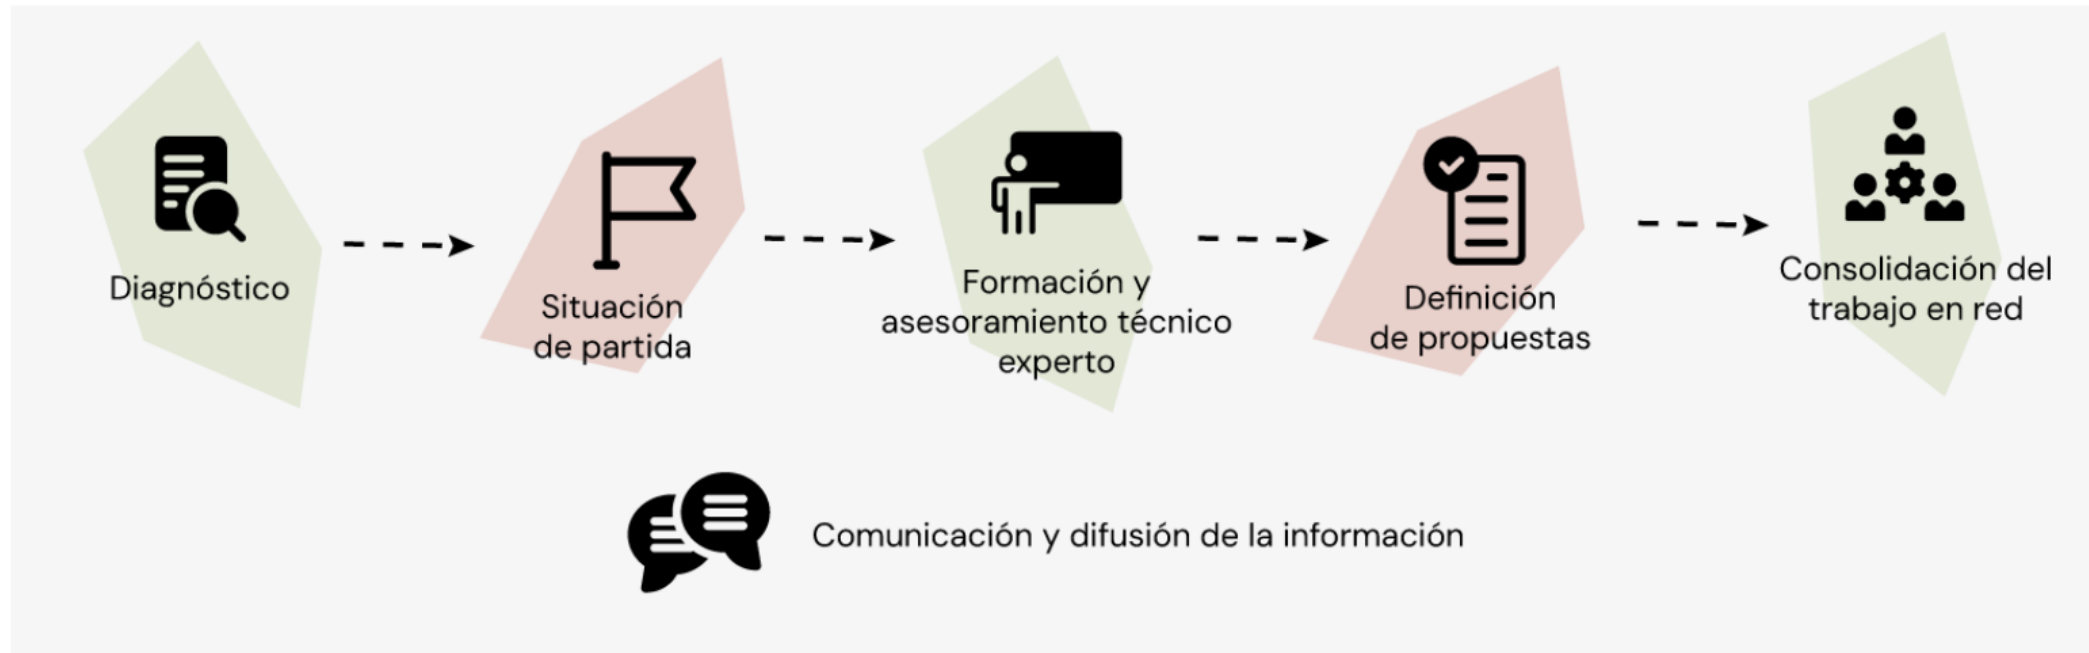 Diagnóstico
Situación
de partida
Formación y
asesoramiento técnico
experto
Definición
de propuestas
Consolidación del
trabajo en red
Comunicación y difusión de la información